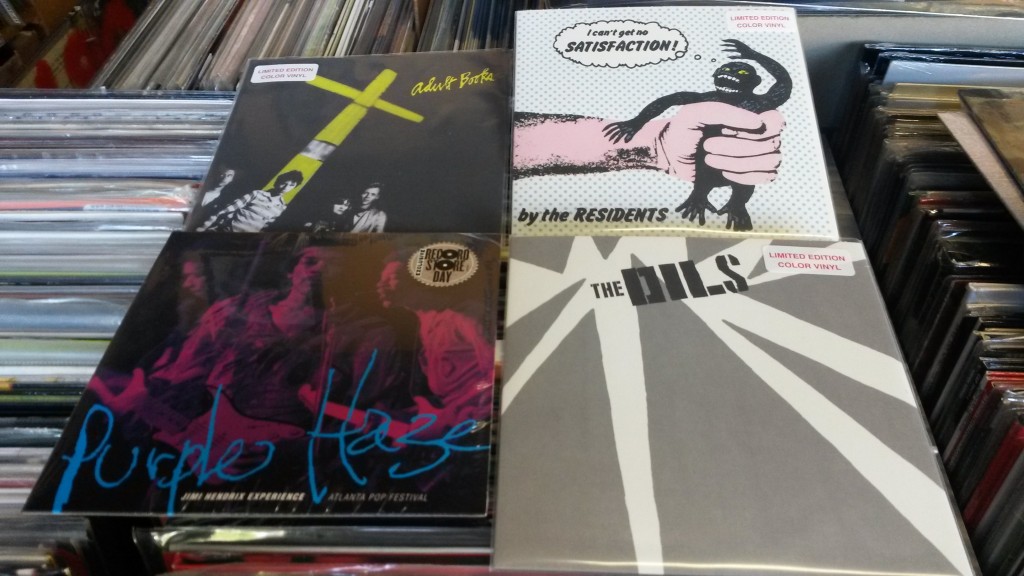 LIMITED EDITION
COLOR VINYL
adult Books
I can't get no
SATISFACTION!
LIMITED EDITION
COLOR VINYL
by the RESIDENTS
RECORD
STORE
DAY
Purple Haze
JIMI HENDRIX EXPERIENCE ATLANTA POP FESTIVAL
THE DILS
LIMITED EDITION
COLOR VINYL